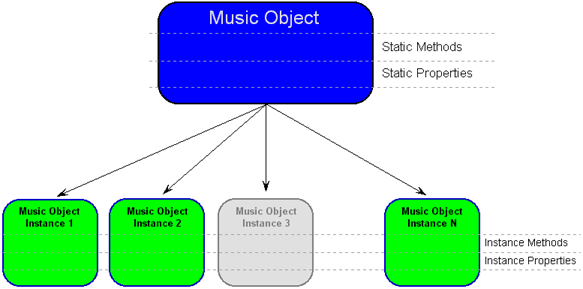 Music Object
Static Methods
Static Properties
Music Object
Instance 1
Music Object
Instance 2
Music Object
Instance 3
Music Object
Instance N
Instance Methods
Instance Properties